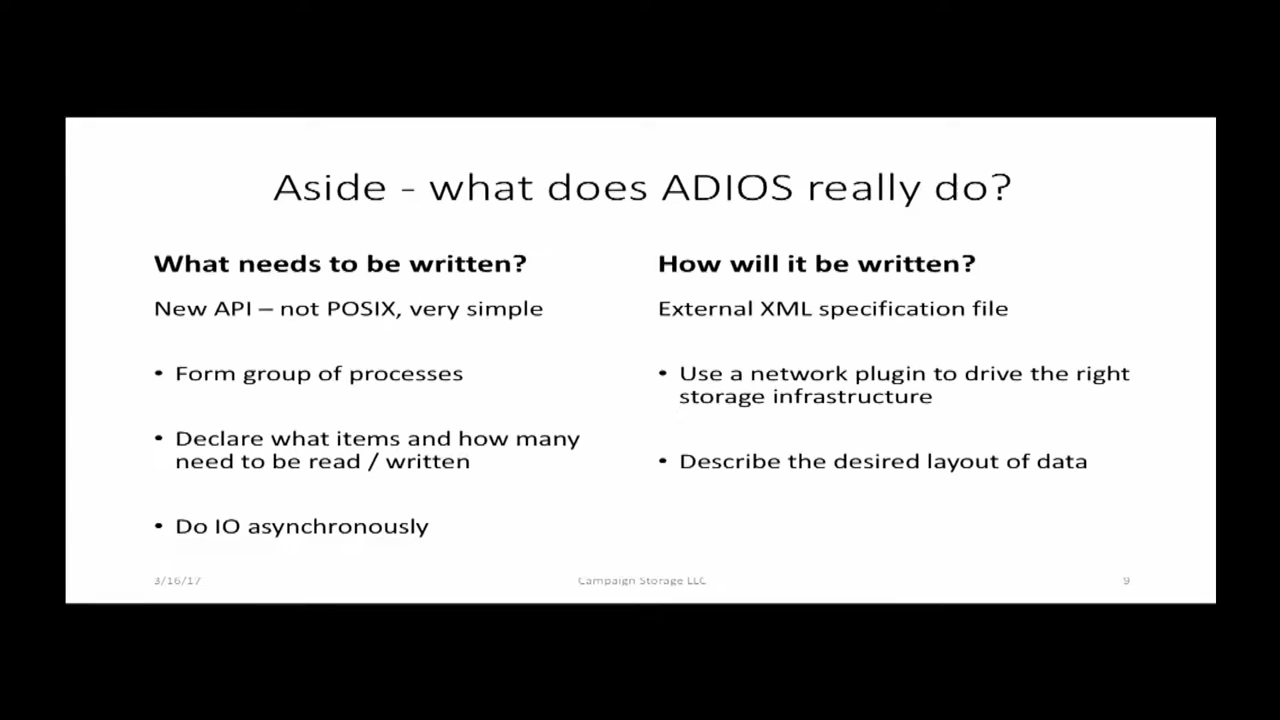 Aside - what does ADIOS really do?
What needs to be written?
New API – not POSIX, very simple
• Form group of processes
• Declare what items and how many
need to be read / written
• Do IO asynchronously
How will it be written?
External XML specification file
• Use a network plugin to drive the right
storage infrastructure
• Describe the desired layout of data
3/16/17
Campaign Storage LLC
9